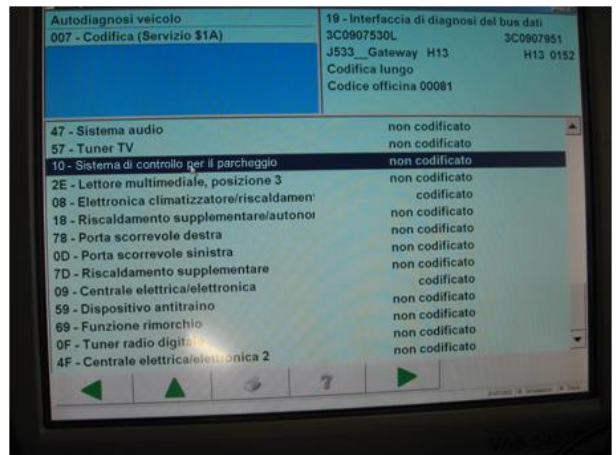 Autodiagnosi veicolo
007 - Codifica (Servizio $1A)
19 - Interfaccia di diagnosi del bus dati
3C0907530L 3C0907951
J533__Gateway H13 H13 0152
Codifica lungo
Codice officina 00081
47 - Sistema audio non codificato
57 - Tuner TV non codificato
10 - Sistema di controllo per il parcheggio non codificato
2E - Lettore multimediale, posizione 3 non codificato
08 - Elettronica climatizzatore/riscaldamen codificato
18 - Riscaldamento supplementare/autonor non codificato
78 - Porta scorrevole destra non codificato
0D - Porta scorrevole sinistra non codificato
7D - Riscaldamento supplementare non codificato
09 - Centrale elettrica/elettronica codificato
59 - Dispositivo antitraino non codificato
69 - Funzione rimorchio non codificato
0F - Tuner radio digitale non codificato
4F - Centrale elettrica/elettronica 2 non codificato